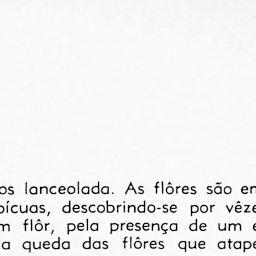 os lanceolada. As flôres são en
pícuas, descobrindo-se por vêze
m flôr, pela presença de um e
a queda das flôres que atape